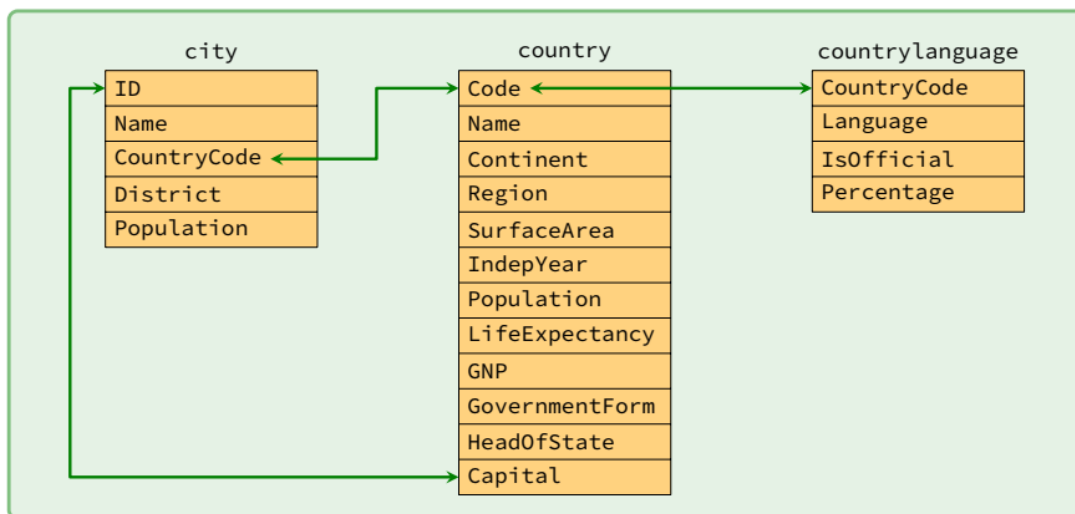 city
ID
Name
CountryCode
District
Population
country
Code
Name
Continent
Region
SurfaceArea
IndepYear
Population
LifeExpectancy
GNP
GovernmentForm
HeadOfState
Capital
countrylanguage
CountryCode
Language
IsOfficial
Percentage